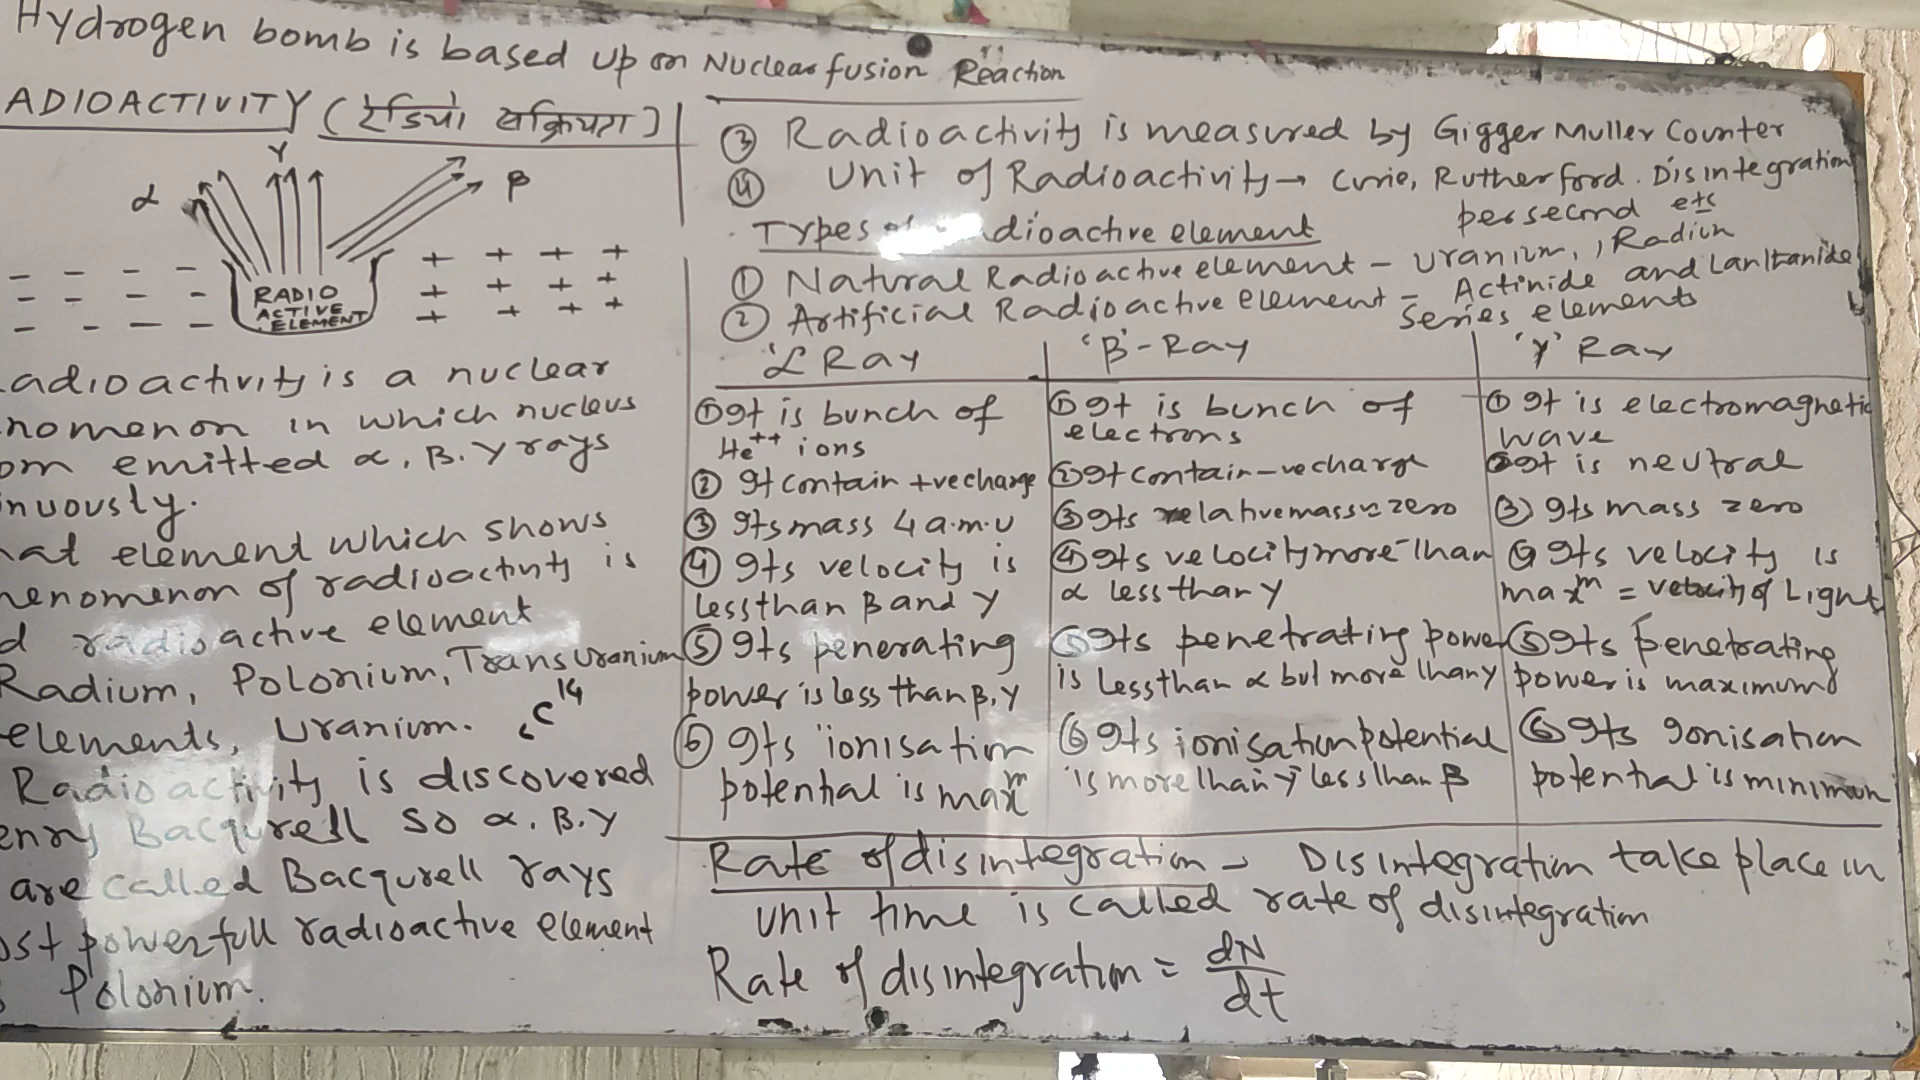 Hydrogen bomb is based up on Nuclear fusion Reaction
ADIOACTIVITY (रेडियो सक्रियता)
α γ β
- - - - + + + +
- - - - + + + +
- - - - + + + +
RADIO
ACTIVE
ELEMENT
adioactivity is a nuclear
nomenon in which nucleus
om emitted α, β, γ rays
nuously.
hat element which shows
henomenon of radioactivity is
d radioactive element
Radium, Polonium, Transuranium
elements, Uranium. ₆C¹⁴
Radioactivity is discovered
enry Bacqurell so α, β, γ
are called Bacqurell rays
ost powerfull radioactive element
s Polonium.
③ Radioactivity is measured by Gigger Muller Counter
④ Unit of Radioactivity → Curie, Rutherford. Disintegration
per second etc
Types of dioactive element
① Natural Radioactive element - Uranium, , Radiun
② Artificial Radioactive element - Actinide and Lanltanide
Series elements
'α Ray
① It is bunch of
He⁺⁺ ions
② It contain +ve charge
③ Its mass 4 a.m.u
④ Its velocity is
less than β and γ
⑤ Its penerating
power is less than β, γ
⑥ Its ionisation
potential is maxᵐ
'β'-Ray
① It is bunch of
electrons
② It contain -ve charge
③ Its relative mass = zero
④ Its velocity more than
α less than γ
⑤ Its penetrating power
is less than α but more than γ
⑥ Its ionisation potential
is more than γ less than β
'γ' Ray
① It is electromagnetic
wave
② It is neutral
③ Its mass zero
④ Its velocity is
maxᵐ = velocity of Light
⑤ Its penetrating
power is maximum
⑥ Its Ionisation
potential is minimum
Rate of disintegration → Disintegration take place in
unit time is called rate of disintegration
Rate of disintegration = dN/dt